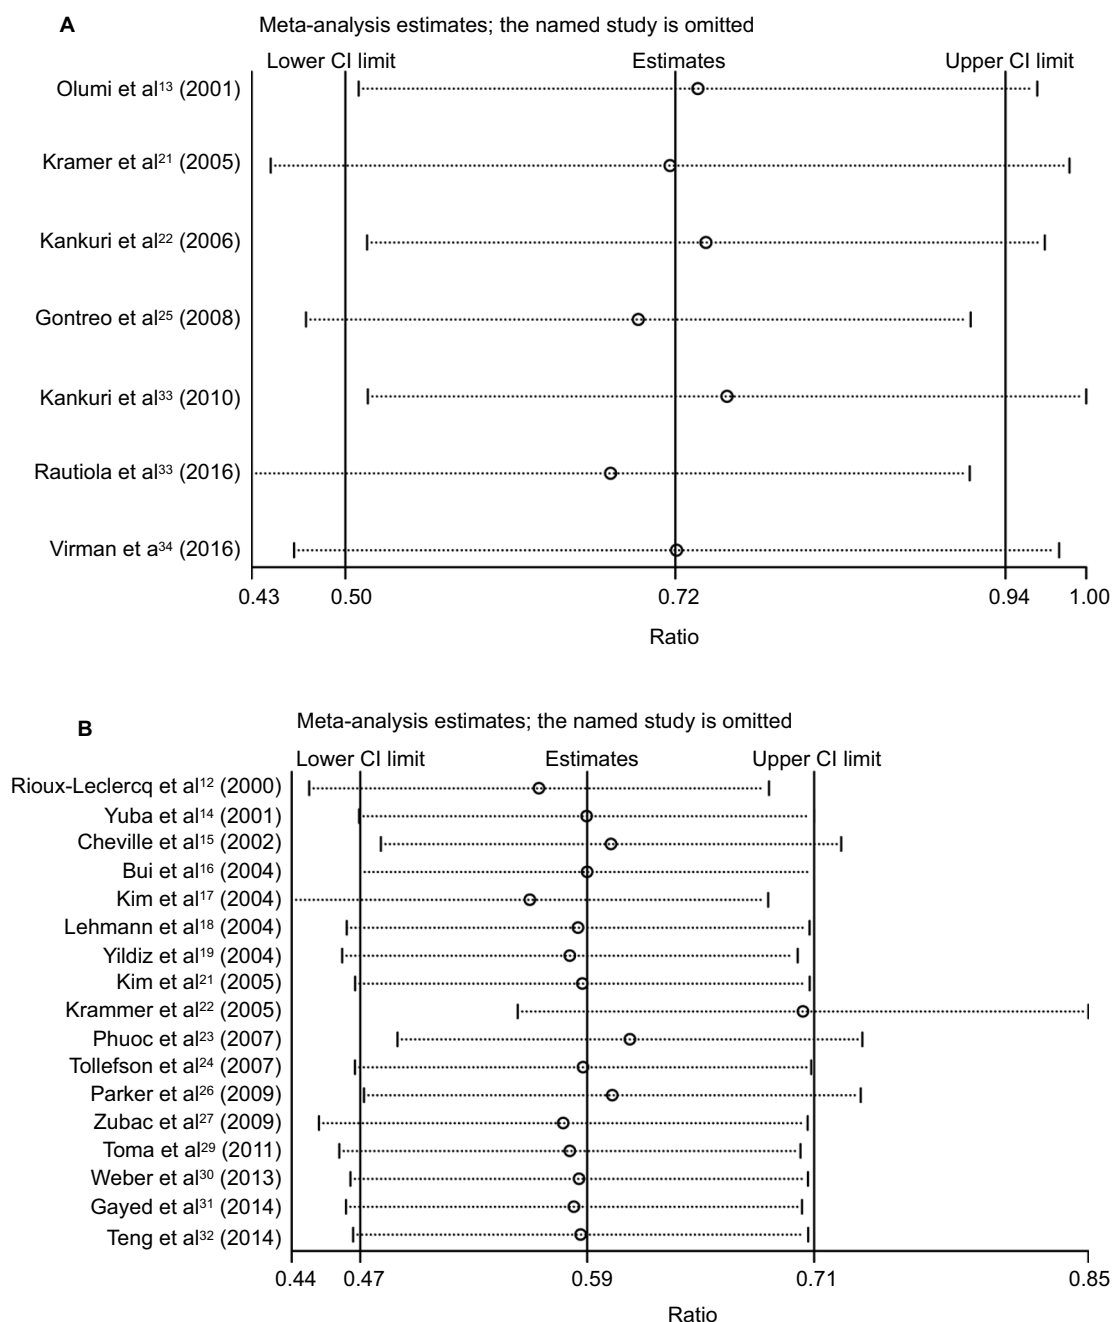 A
Meta-analysis estimates; the named study is omitted
Lower CI limit Estimates Upper CI limit
Olumi et al¹³ (2001)
Kramer et al²¹ (2005)
Kankuri et al²² (2006)
Gontreo et al²⁵ (2008)
Kankuri et al³³ (2010)
Rautiola et al³³ (2016)
Virman et a³⁴ (2016)
0.43 0.50 0.72 0.94 1.00
Ratio
B
Meta-analysis estimates; the named study is omitted
Lower CI limit Estimates Upper CI limit
Rioux-Leclercq et al¹² (2000)
Yuba et al¹⁴ (2001)
Cheville et al¹⁵ (2002)
Bui et al¹⁶ (2004)
Kim et al¹⁷ (2004)
Lehmann et al¹⁸ (2004)
Yildiz et al¹⁹ (2004)
Kim et al²¹ (2005)
Krammer et al²² (2005)
Phuoc et al²³ (2007)
Tollefson et al²⁴ (2007)
Parker et al²⁶ (2009)
Zubac et al²⁷ (2009)
Toma et al²⁹ (2011)
Weber et al³⁰ (2013)
Gayed et al³¹ (2014)
Teng et al³² (2014)
0.44 0.47 0.59 0.71 0.85
Ratio